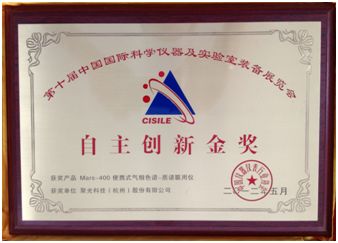 第十届中国国际科学仪器及实验室装备展览会
CISILE
自主创新金奖
获奖产品 Mars-400 便携式气相色谱-质谱联用仪
获奖单位 聚光科技（杭州）股份有限公司
二〇一二年五月